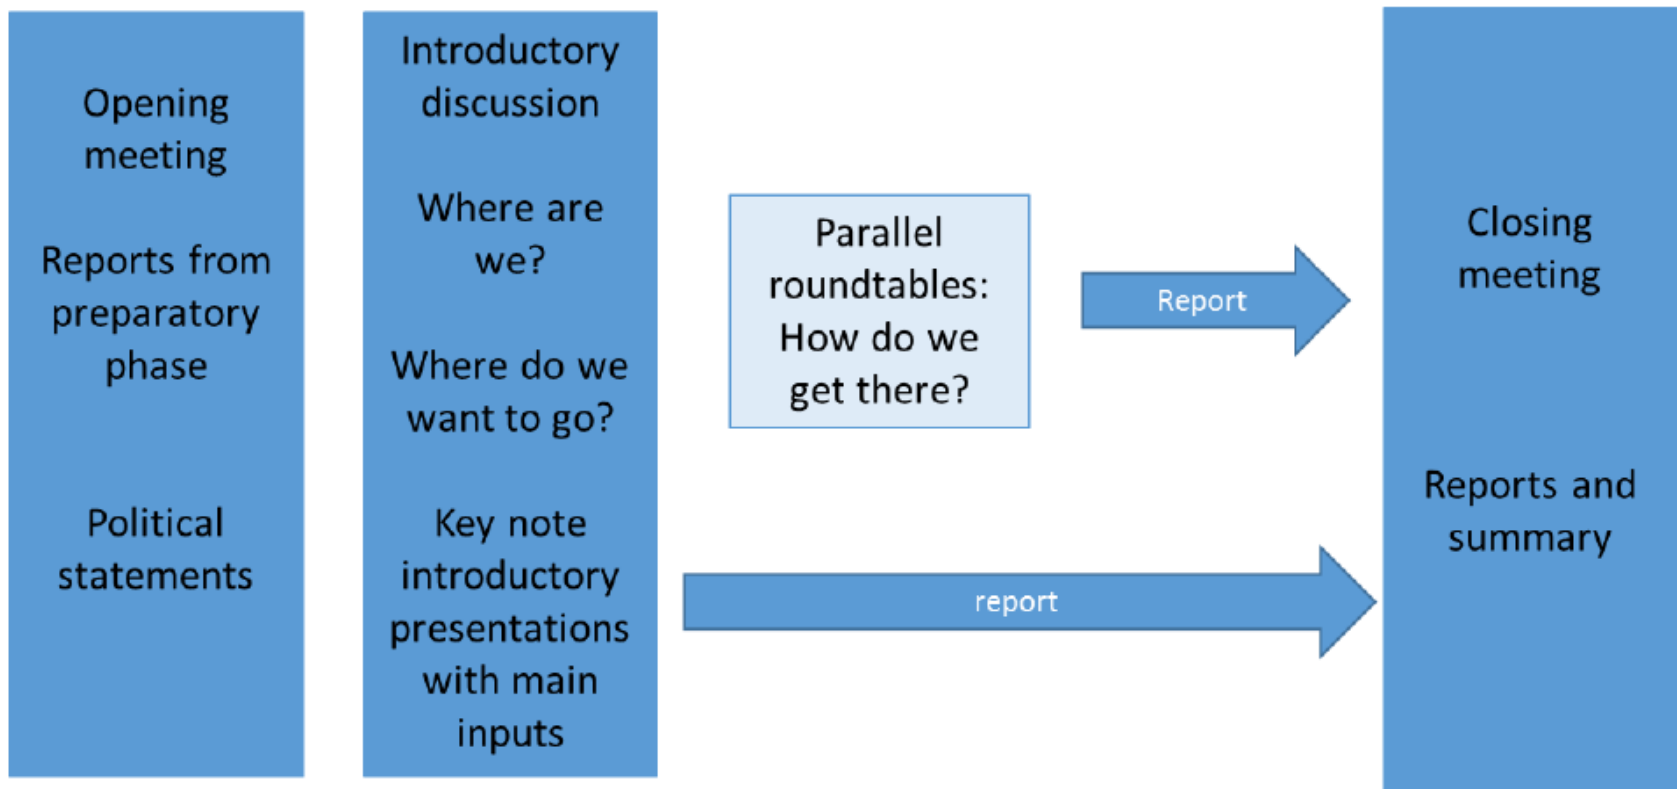 Opening
meeting
Reports from
preparatory
phase
Political
statements
Introductory
discussion
Where are
we?
Where do we
want to go?
Key note
introductory
presentations
with main
inputs
Parallel
roundtables:
How do we
get there?
Report
report
Closing
meeting
Reports and
summary